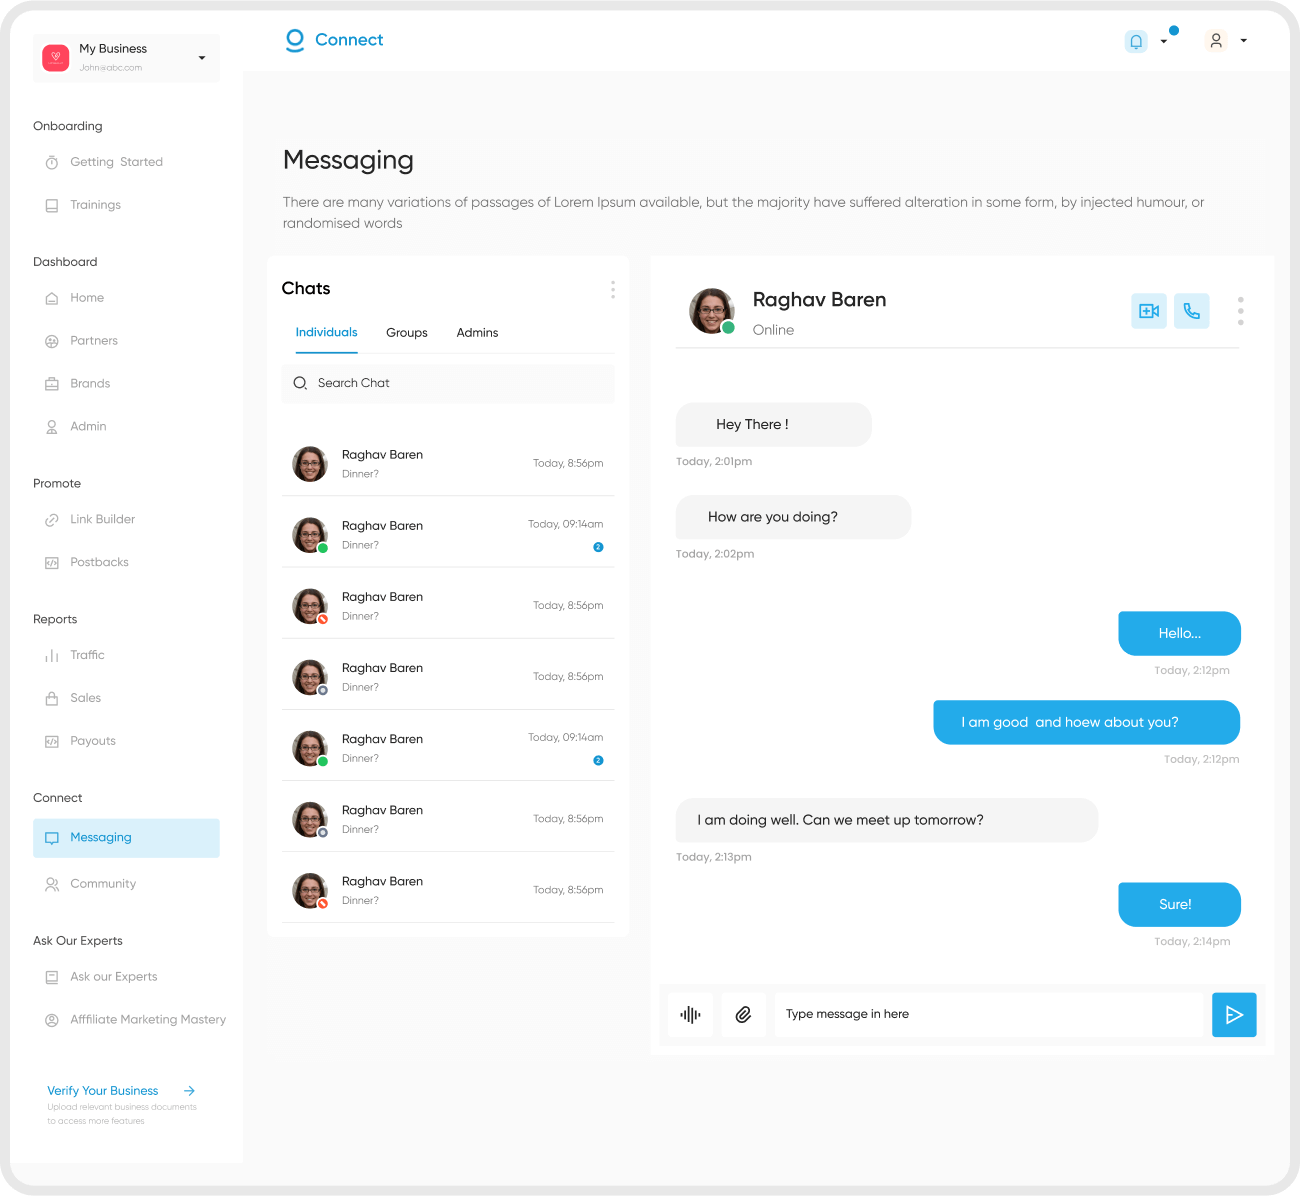 My Business
John@abc.com
Connect
Onboarding
Getting Started
Trainings
Dashboard
Home
Partners
Brands
Admin
Promote
Link Builder
Postbacks
Reports
Traffic
Sales
Payouts
Connect
Messaging
Community
Ask Our Experts
Ask our Experts
Afffiliate Marketing Mastery
Verify Your Business
Upload relevant business documents
to access more features
Messaging
There are many variations of passages of Lorem Ipsum available, but the majority have suffered alteration in some form, by injected humour, or
randomised words
Chats
Individuals Groups Admins
Search Chat
Raghav Baren
Dinner?
Today, 8:56pm
Raghav Baren
Dinner?
Today, 09:14am
2
Raghav Baren
Dinner?
Today, 8:56pm
Raghav Baren
Dinner?
Today, 8:56pm
Raghav Baren
Dinner?
Today, 09:14am
2
Raghav Baren
Dinner?
Today, 8:56pm
Raghav Baren
Dinner?
Today, 8:56pm
Raghav Baren
Online
Hey There !
Today, 2:01pm
How are you doing?
Today, 2:02pm
Hello...
Today, 2:12pm
I am good and hoew about you?
Today, 2:12pm
I am doing well. Can we meet up tomorrow?
Today, 2:13pm
Sure!
Today, 2:14pm
Type message in here